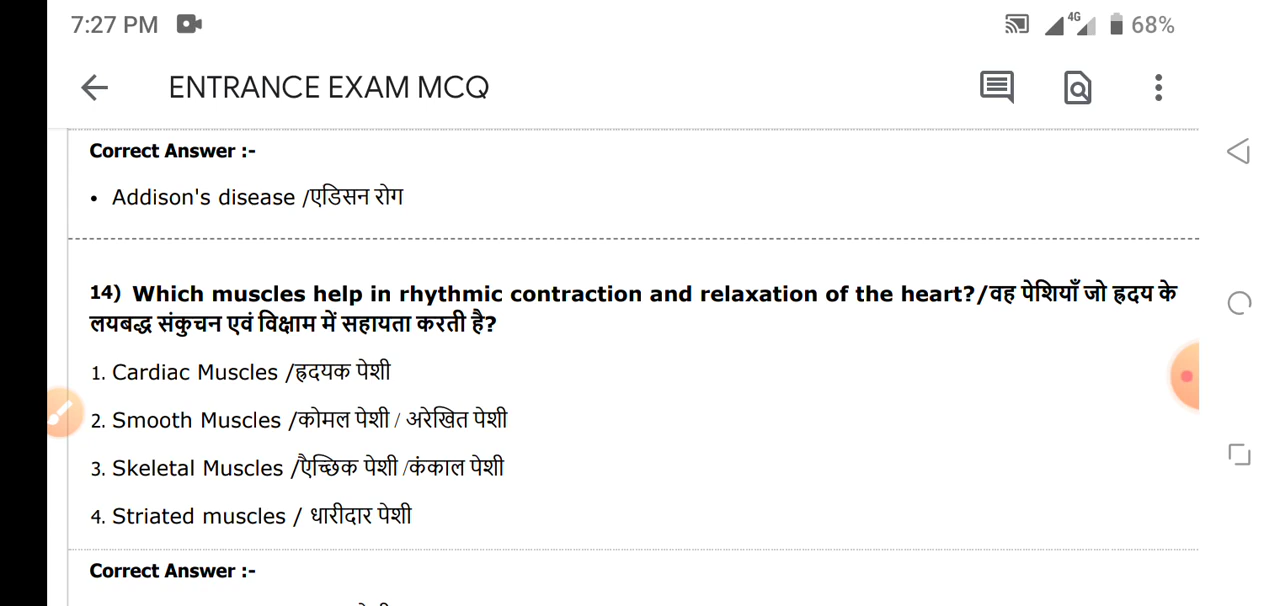 7:27 PM 4G 68%
ENTRANCE EXAM MCQ
Correct Answer :-
• Addison's disease /एडिसन रोग
14) Which muscles help in rhythmic contraction and relaxation of the heart?/वह पेशियाँ जो ह्रदय के
लयबद्ध संकुचन एवं विक्षाम में सहायता करती है?
1. Cardiac Muscles /ह्रदयक पेशी
2. Smooth Muscles /कोमल पेशी / अरेखित पेशी
3. Skeletal Muscles /ऐच्छिक पेशी /कंकाल पेशी
4. Striated muscles / धारीदार पेशी
Correct Answer :-